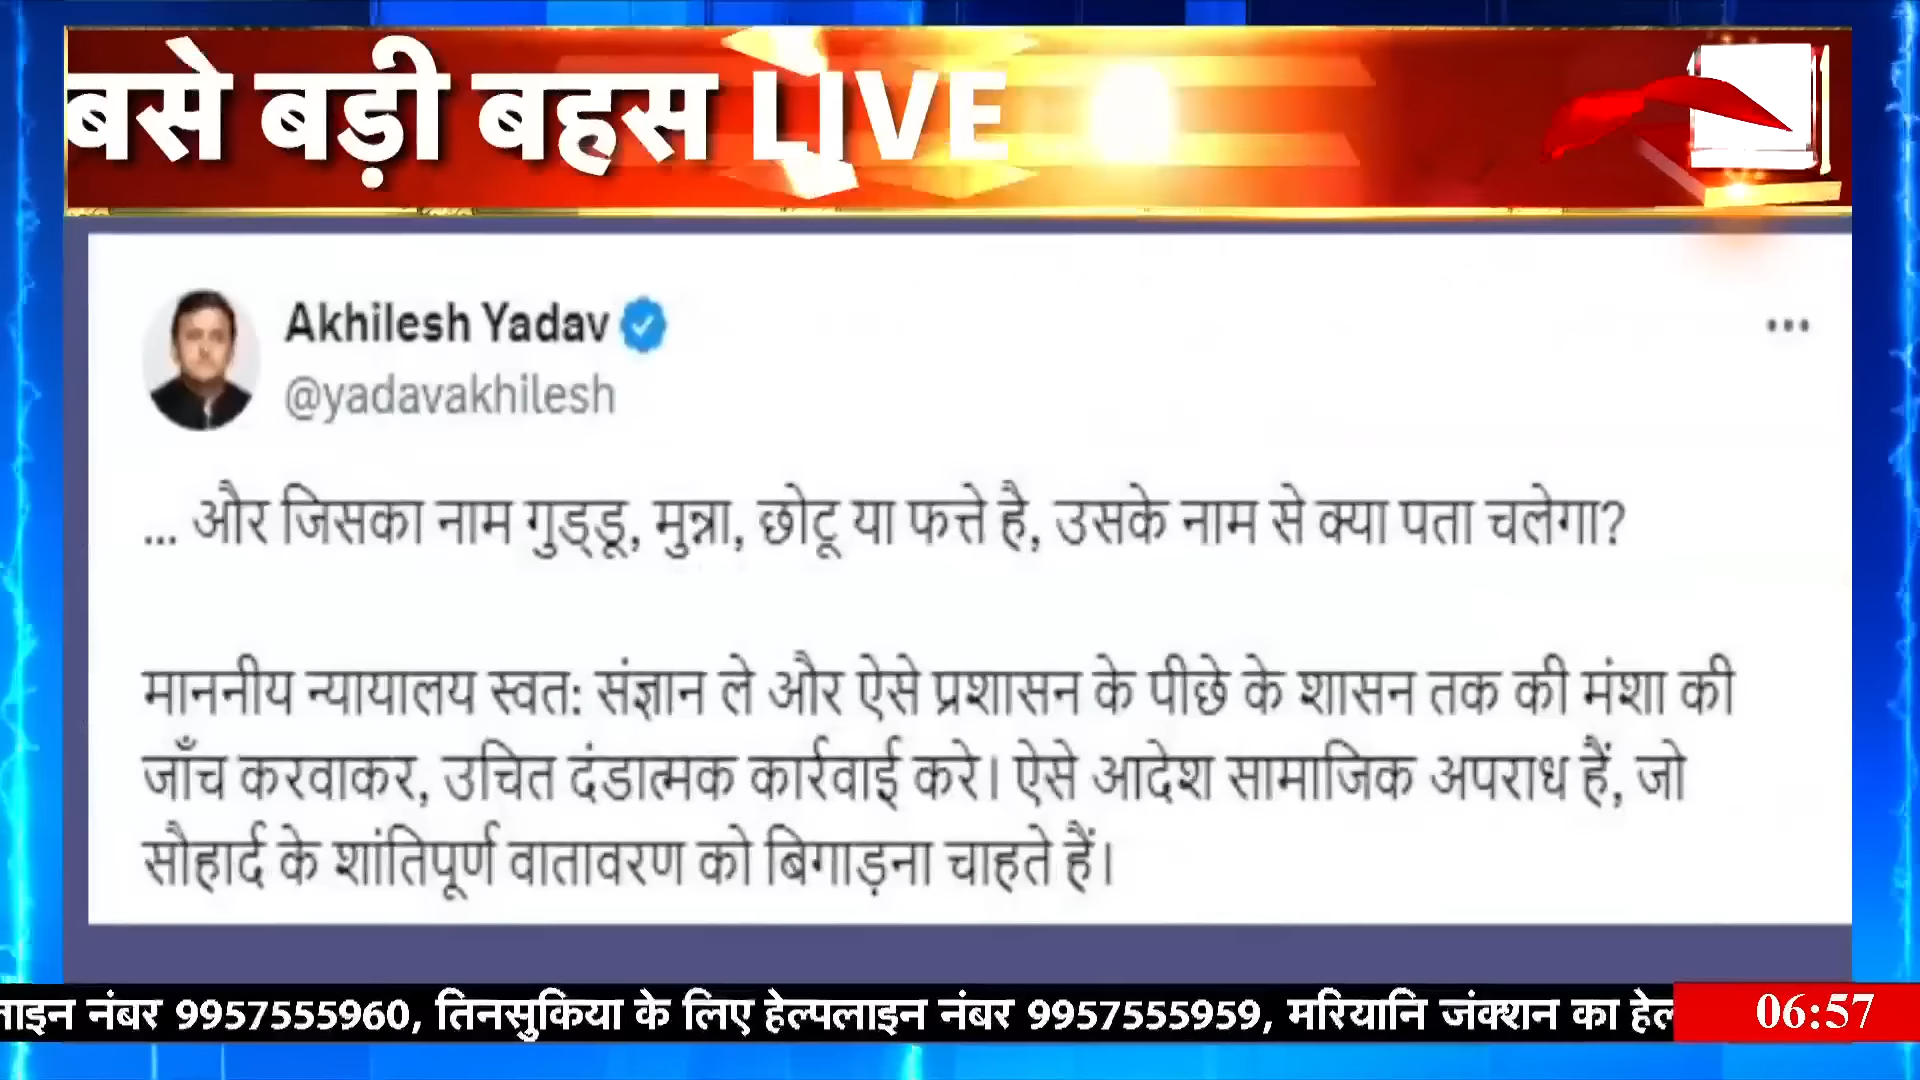 बसे बड़ी बहस LIVE
Akhilesh Yadav
@yadavakhilesh
... और जिसका नाम गुड्डू, मुन्ना, छोटू या फत्ते है, उसके नाम से क्या पता चलेगा?
माननीय न्यायालय स्वत: संज्ञान ले और ऐसे प्रशासन के पीछे के शासन तक की मंशा की
जाँच करवाकर, उचित दंडात्मक कार्रवाई करे। ऐसे आदेश सामाजिक अपराध हैं, जो
सौहार्द के शांतिपूर्ण वातावरण को बिगाड़ना चाहते हैं।
नाइन नंबर 9957555960, तिनसुकिया के लिए हेल्पलाइन नंबर 9957555959, मरियानि जंक्शन का हेल 06:57